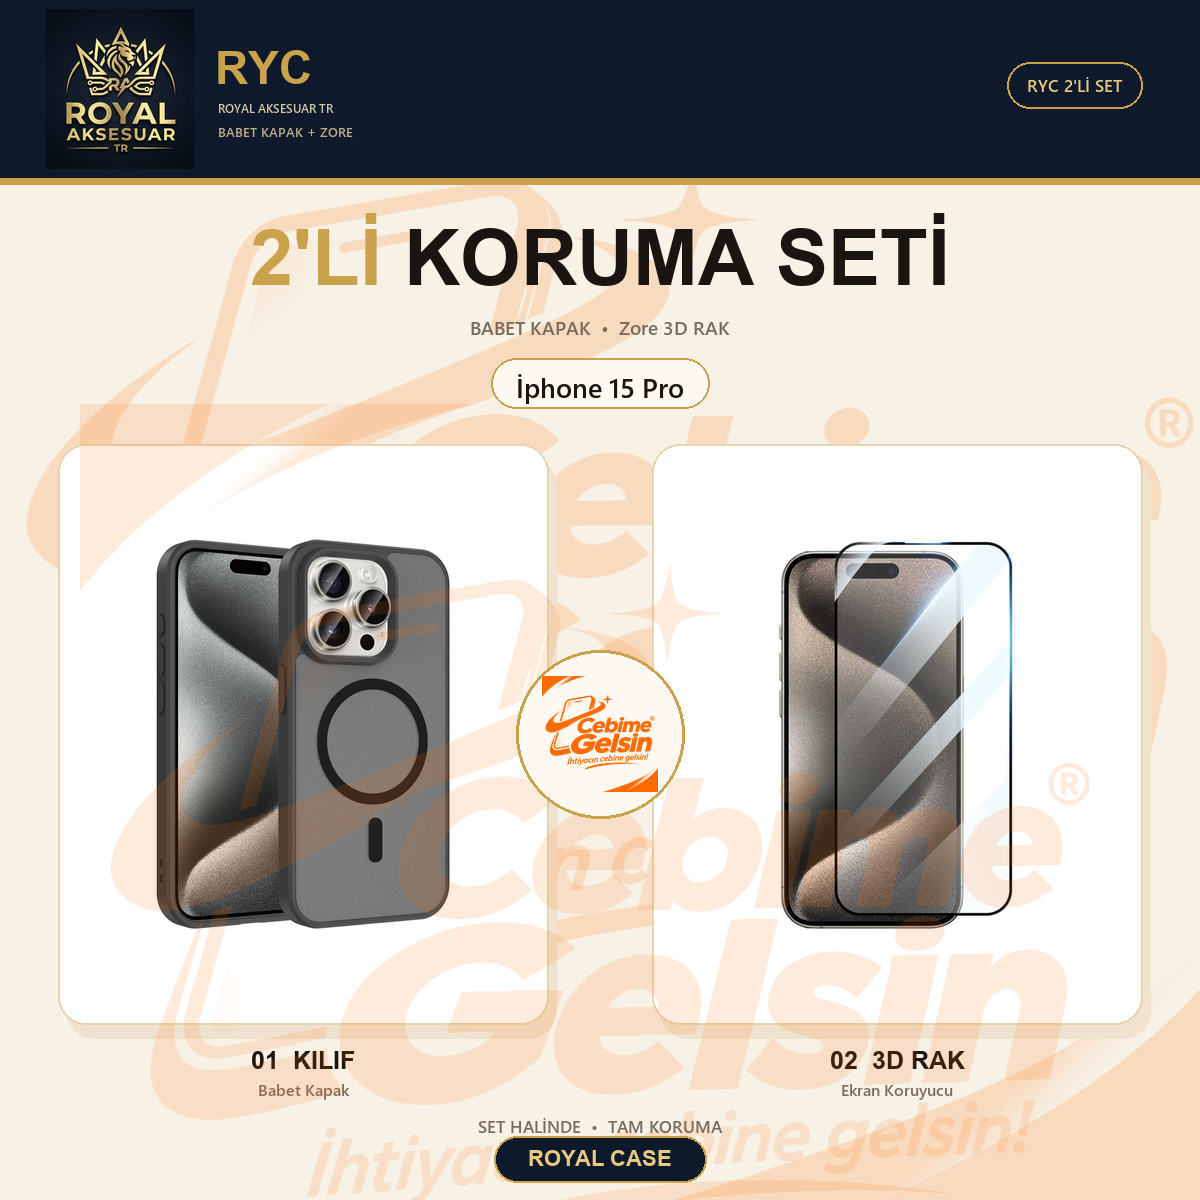 ROYAL
AKSESUAR
TR
RYC
ROYAL AKSESUAR TR
BABET KAPAK + ZORE
RYC 2'Lİ SET
2'Lİ KORUMA SETİ
BABET KAPAK • Zore 3D RAK
İphone 15 Pro
Cebime
Gelsin
İhtiyacın cebine gelsin!
01 KILIF
Babet Kapak
02 3D RAK
Ekran Koruyucu
SET HALİNDE • TAM KORUMA
ROYAL CASE
Cebime®
Gelsin